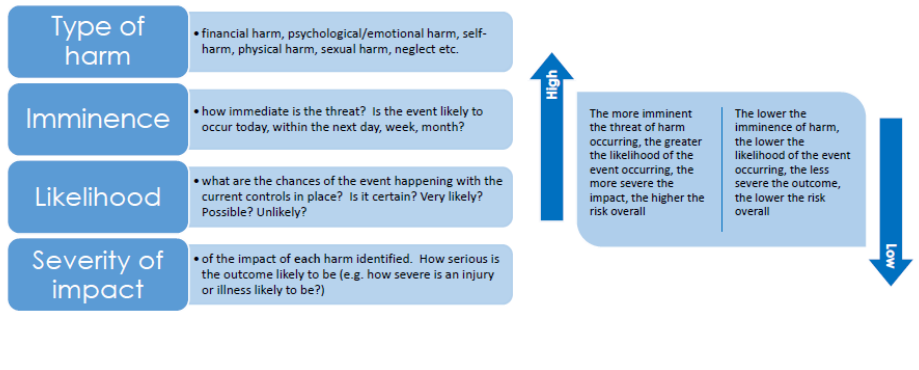 Type of
harm
• financial harm, psychological/emotional harm, self-
harm, physical harm, sexual harm, neglect etc.
Imminence
• how immediate is the threat? Is the event likely to
occur today, within the next day, week, month?
Likelihood
• what are the chances of the event happening with the
current controls in place? Is it certain? Very likely?
Possible? Unlikely?
Severity of
impact
• of the impact of each harm identified. How serious is
the outcome likely to be (e.g. how severe is an injury
or illness likely to be?)
High
The more imminent
the threat of harm
occurring, the greater
the likelihood of the
event occurring, the
more severe the
impact, the higher the
risk overall
The lower the
imminence of harm,
the lower the
likelihood of the event
occurring, the less
severe the outcome,
the lower the risk
overall
Low